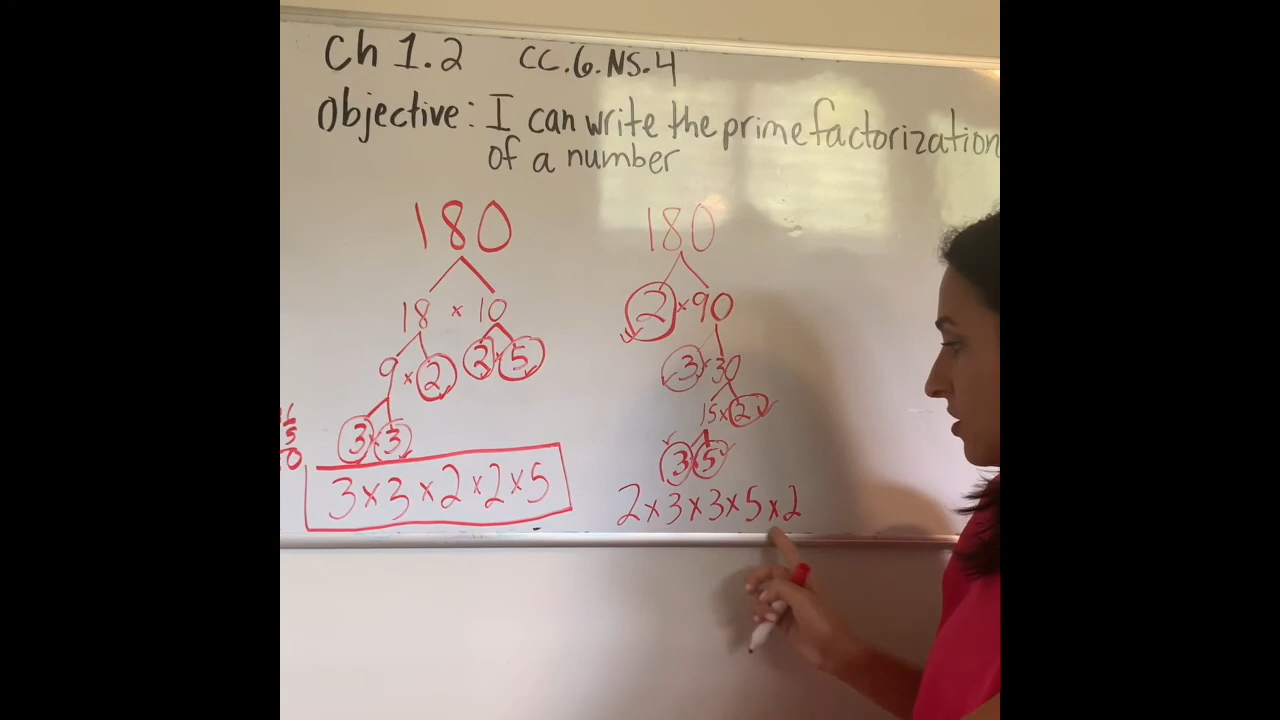 Ch 1.2 CC.6.NS.4
Objective: I can write the prime factorization
of a number
180
18 × 10
9 × 2 2 5
3 × 3
3 × 3 × 2 × 2 × 5
180
2 × 90
3 × 30
15 × 2
3 5
2 × 3 × 3 × 5 × 2